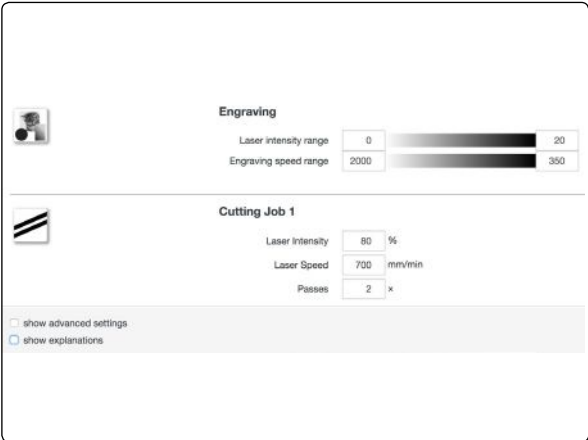 Engraving
Laser intensity range 0 20
Engraving speed range 2000 350
Cutting Job 1
Laser Intensity 80 %
Laser Speed 700 mm/min
Passes 2 ×
show advanced settings
show explanations